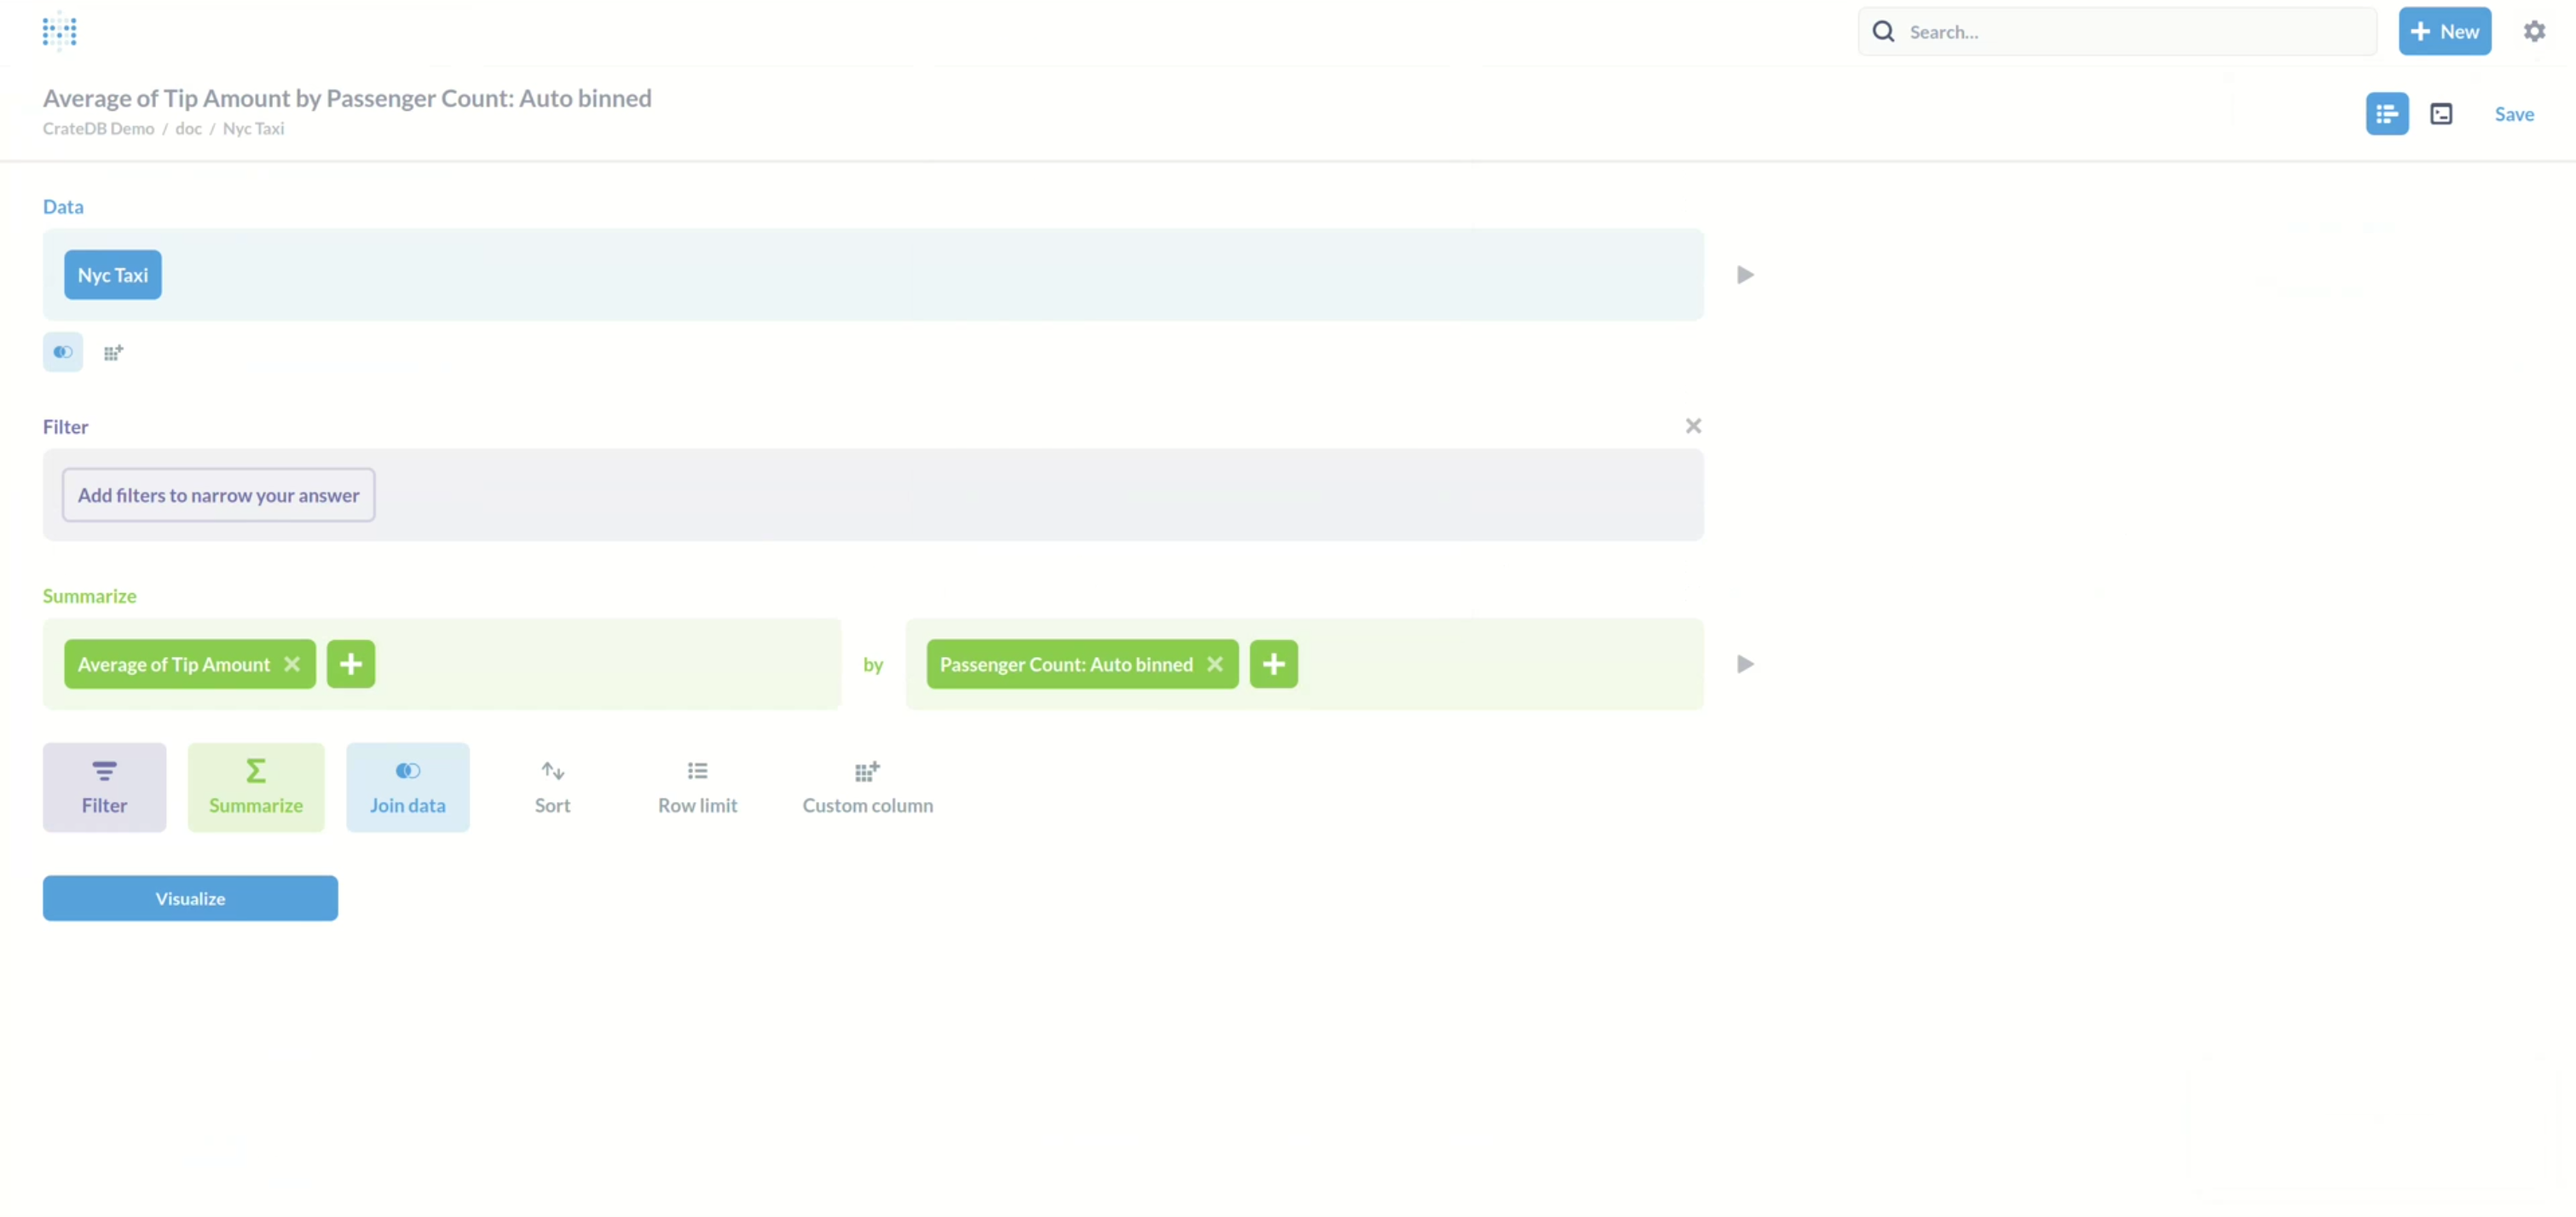 Search...
New
Average of Tip Amount by Passenger Count: Auto binned
CrateDB Demo / doc / Nyc Taxi
Save
Data
Nyc Taxi
Filter
Add filters to narrow your answer
Summarize
Average of Tip Amount
by
Passenger Count: Auto binned
Filter
Summarize
Join data
Sort
Row limit
Custom column
Visualize